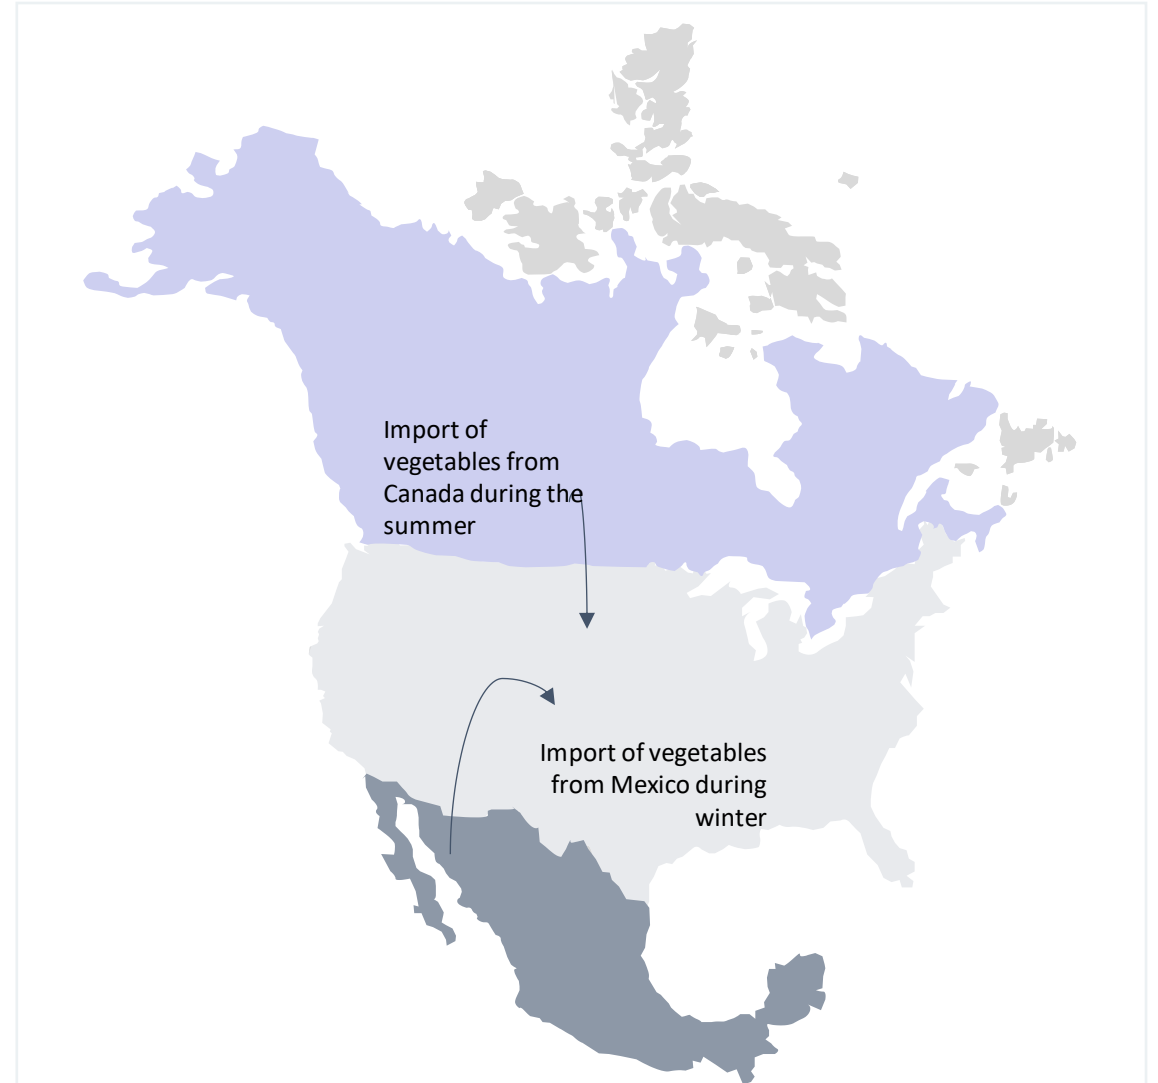 Import of
vegetables from
Canada during the
summer
Import of vegetables
from Mexico during
winter